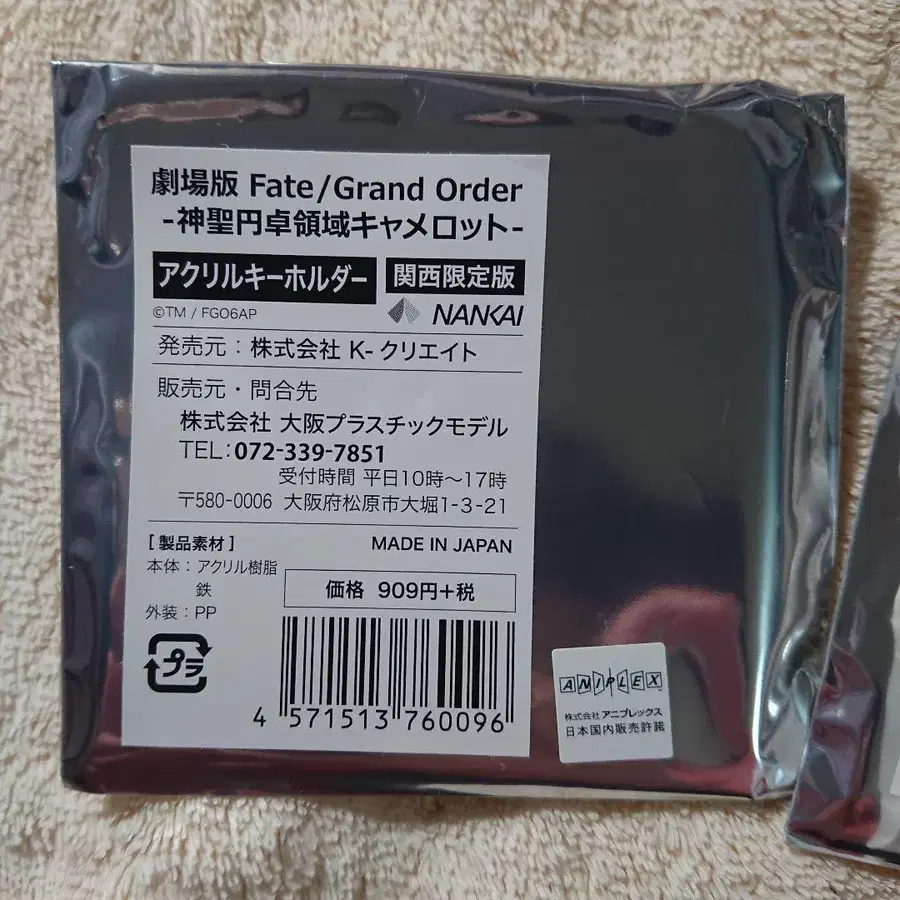 劇場版 Fate/Grand Order
-神聖円卓領域キャメロット-
アクリルキーホルダー 関西限定版
©TM / FGO6AP NANKAI
発売元：株式会社 K-クリエイト
販売元・問合先
株式会社 大阪プラスチックモデル
TEL:072-339-7851
受付時間 平日10時～17時
〒580-0006 大阪府松原市大堀1-3-21
[製品素材] MADE IN JAPAN
本体：アクリル樹脂
鉄
外装：PP
価格 909円+税
プラ
4 571513 760096
ANIPLEX
株式会社アニプレックス
日本国内販売許諾